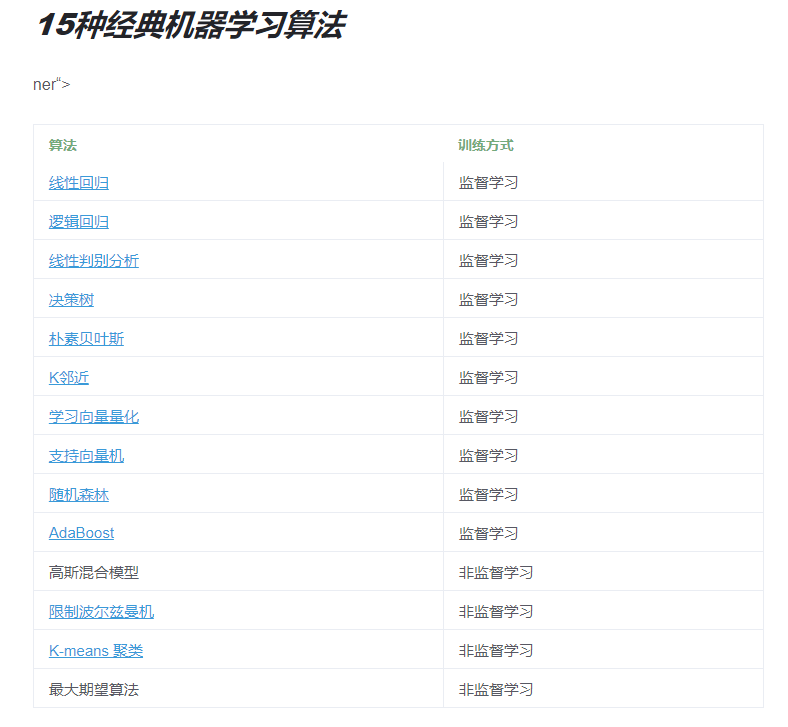 15种经典机器学习算法
ner“>
算法 训练方式
线性回归 监督学习
逻辑回归 监督学习
线性判别分析 监督学习
决策树 监督学习
朴素贝叶斯 监督学习
K邻近 监督学习
学习向量量化 监督学习
支持向量机 监督学习
随机森林 监督学习
AdaBoost 监督学习
高斯混合模型 非监督学习
限制波尔兹曼机 非监督学习
K-means 聚类 非监督学习
最大期望算法 非监督学习